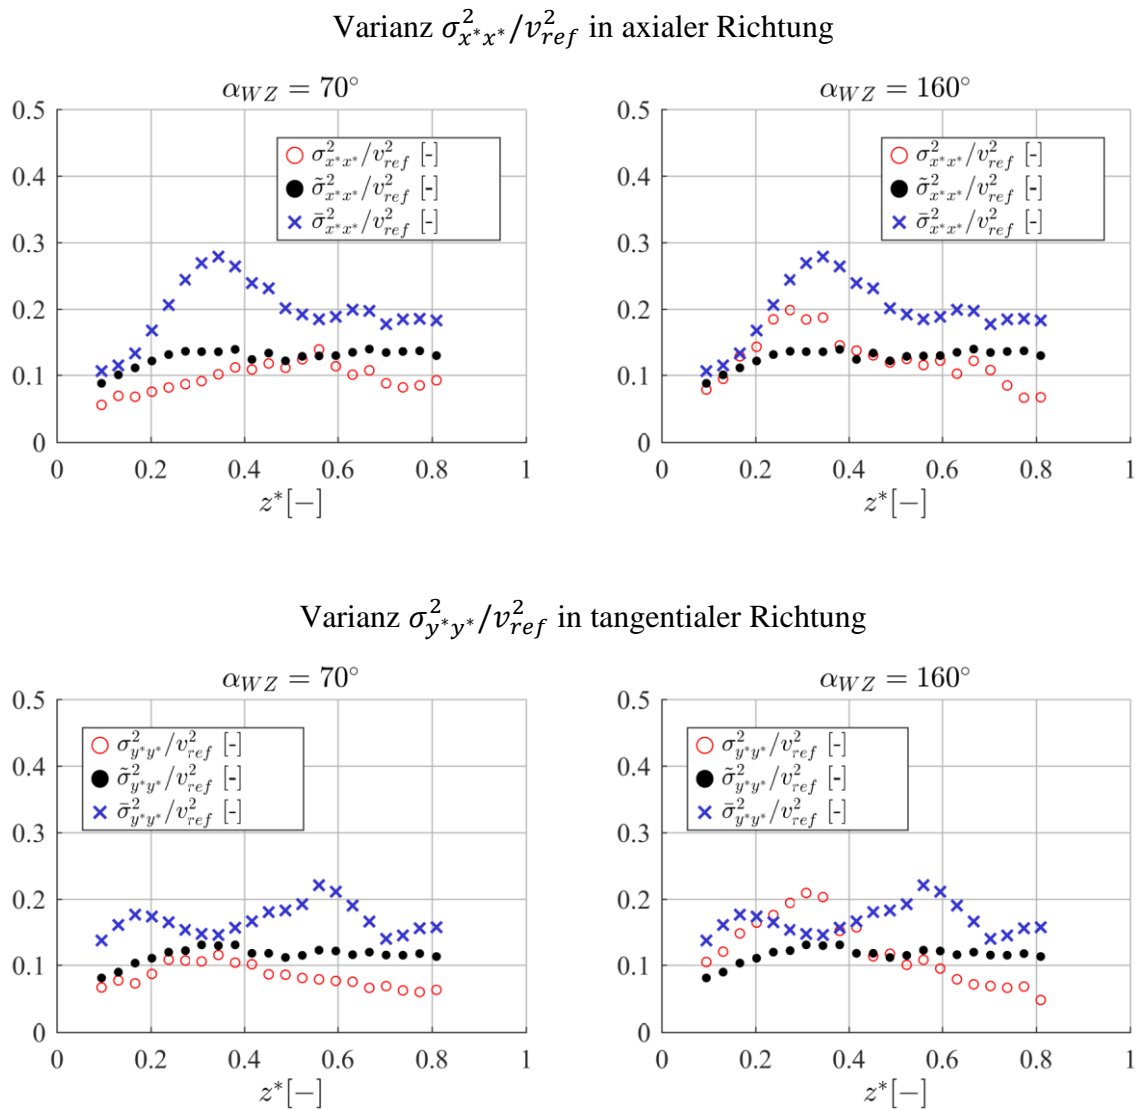 Varianz σ²ₓ*ₓ*/v²ref in axialer Richtung
α_WZ = 70°
0.5
0.4
0.3
0.2
0.1
0
σ²ₓ*ₓ*/v²ref [-]
σ̃²ₓ*ₓ*/v²ref [-]
σ̄²ₓ*ₓ*/v²ref [-]
0 0.2 0.4 0.6 0.8 1
z*[−]
α_WZ = 160°
0.5
0.4
0.3
0.2
0.1
0
σ²ₓ*ₓ*/v²ref [-]
σ̃²ₓ*ₓ*/v²ref [-]
σ̄²ₓ*ₓ*/v²ref [-]
0 0.2 0.4 0.6 0.8 1
z*[−]
Varianz σ²y*y*/v²ref in tangentialer Richtung
α_WZ = 70°
0.5
0.4
0.3
0.2
0.1
0
σ²y*y*/v²ref [-]
σ̃²y*y*/v²ref [-]
σ̄²y*y*/v²ref [-]
0 0.2 0.4 0.6 0.8 1
z*[−]
α_WZ = 160°
0.5
0.4
0.3
0.2
0.1
0
σ²y*y*/v²ref [-]
σ̃²y*y*/v²ref [-]
σ̄²y*y*/v²ref [-]
0 0.2 0.4 0.6 0.8 1
z*[−]